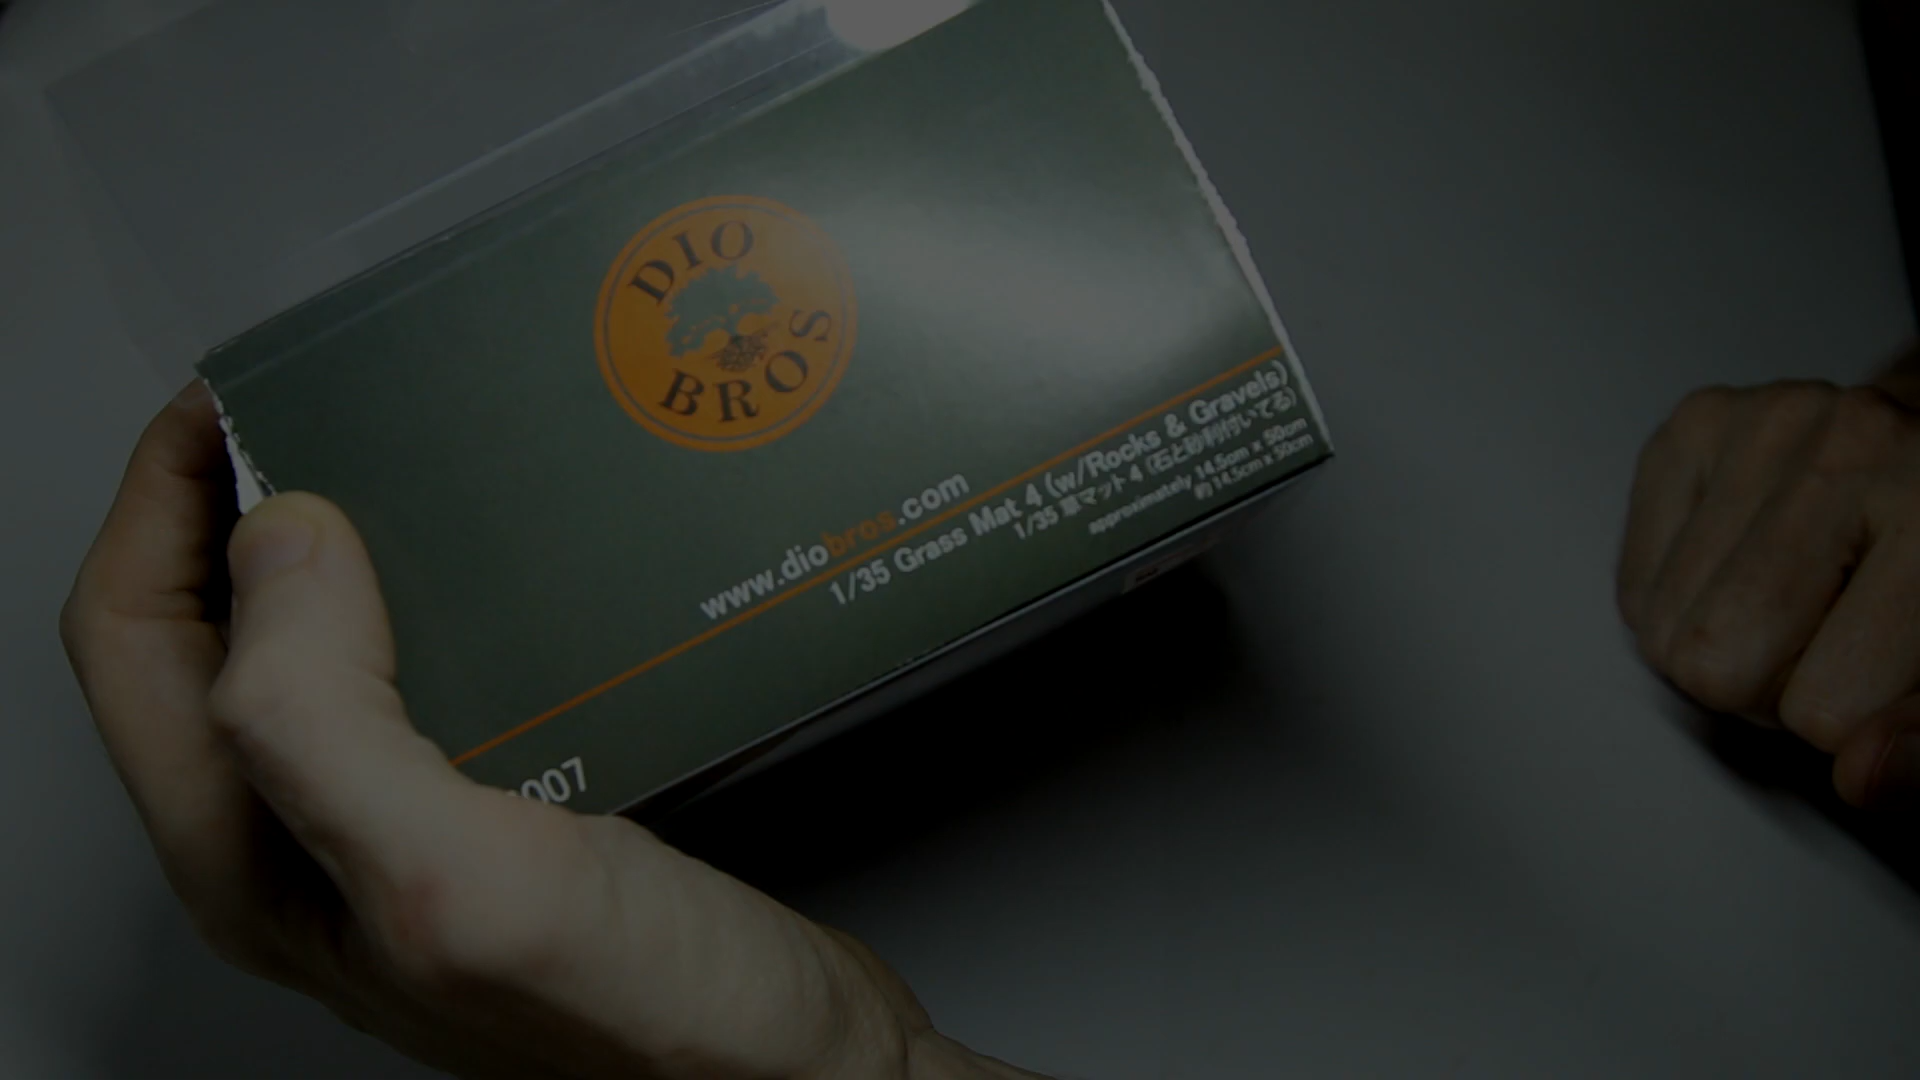 DIO
BROS
www.diobros.com
1/35 Grass Mat 4 (w/Rocks & Gravels)
1/35 草マット4 (石と砂利付いてる)
approximately 14.5cm x 50cm
約 14.5cm x 50cm
007